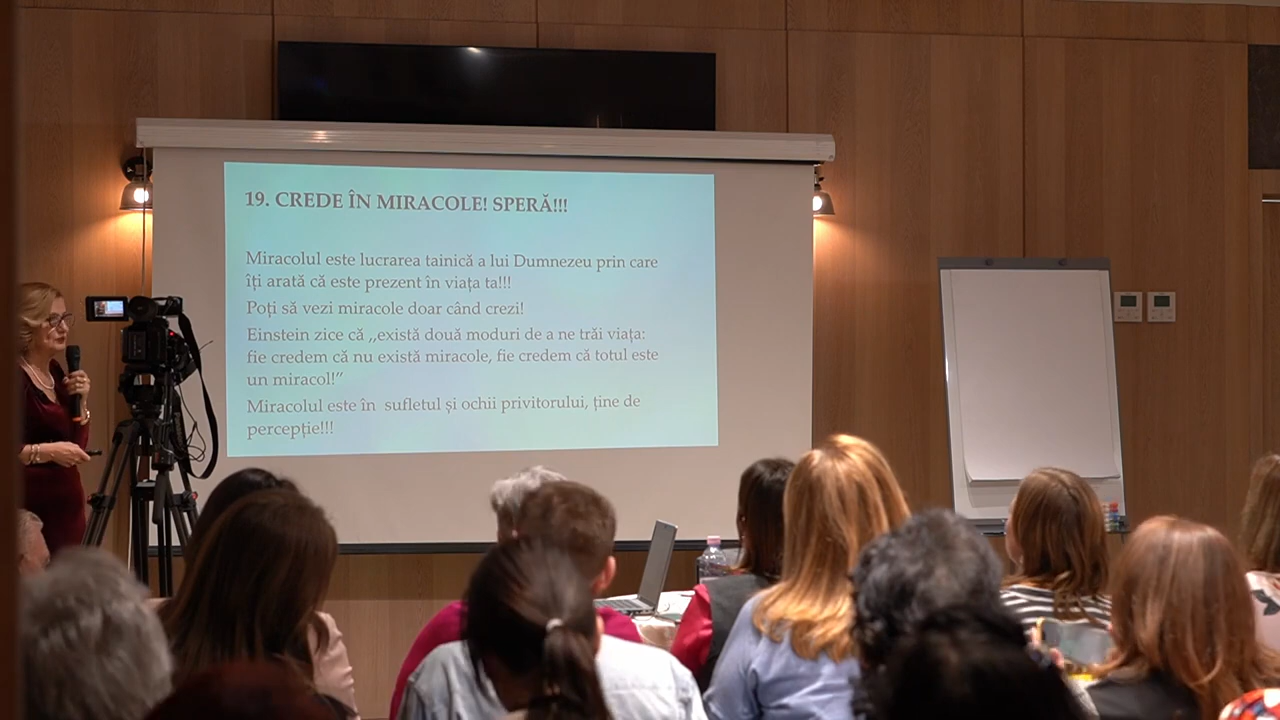 19. CREDE ÎN MIRACOLE! SPERĂ!!!
Miracolul este lucrarea tainică a lui Dumnezeu prin care
îți arată că este prezent în viața ta!!!
Poți să vezi miracole doar când crezi!
Einstein zice că ,,există două moduri de a ne trăi viața:
fie credem că nu există miracole, fie credem că totul este
un miracol!”
Miracolul este în sufletul și ochii privitorului, ține de
percepție!!!